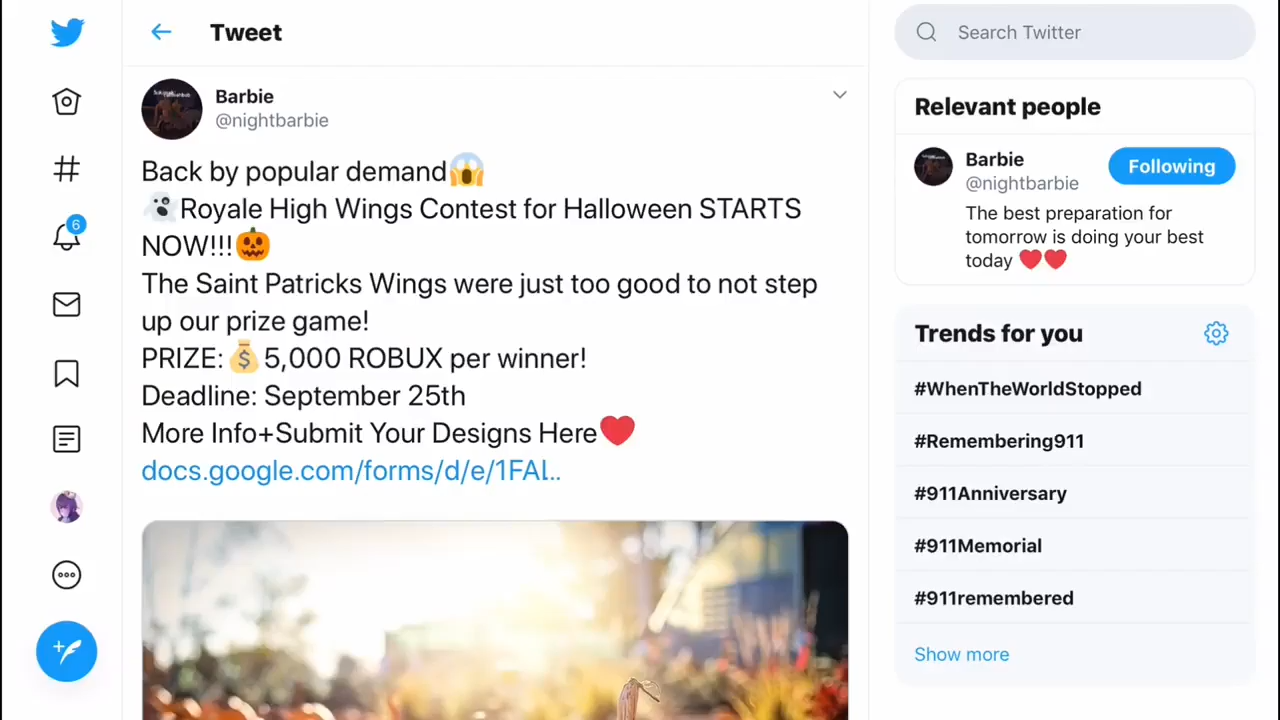 Tweet
Search Twitter
Barbie
@nightbarbie
Back by popular demand😱
👻Royale High Wings Contest for Halloween STARTS
NOW!!!🎃
The Saint Patricks Wings were just too good to not step
up our prize game!
PRIZE:💰5,000 ROBUX per winner!
Deadline: September 25th
More Info+Submit Your Designs Here❤️
docs.google.com/forms/d/e/1FAI...
6
Relevant people
Barbie
@nightbarbie
Following
The best preparation for
tomorrow is doing your best
today ❤️❤️
Trends for you
#WhenTheWorldStopped
#Remembering911
#911Anniversary
#911Memorial
#911remembered
Show more